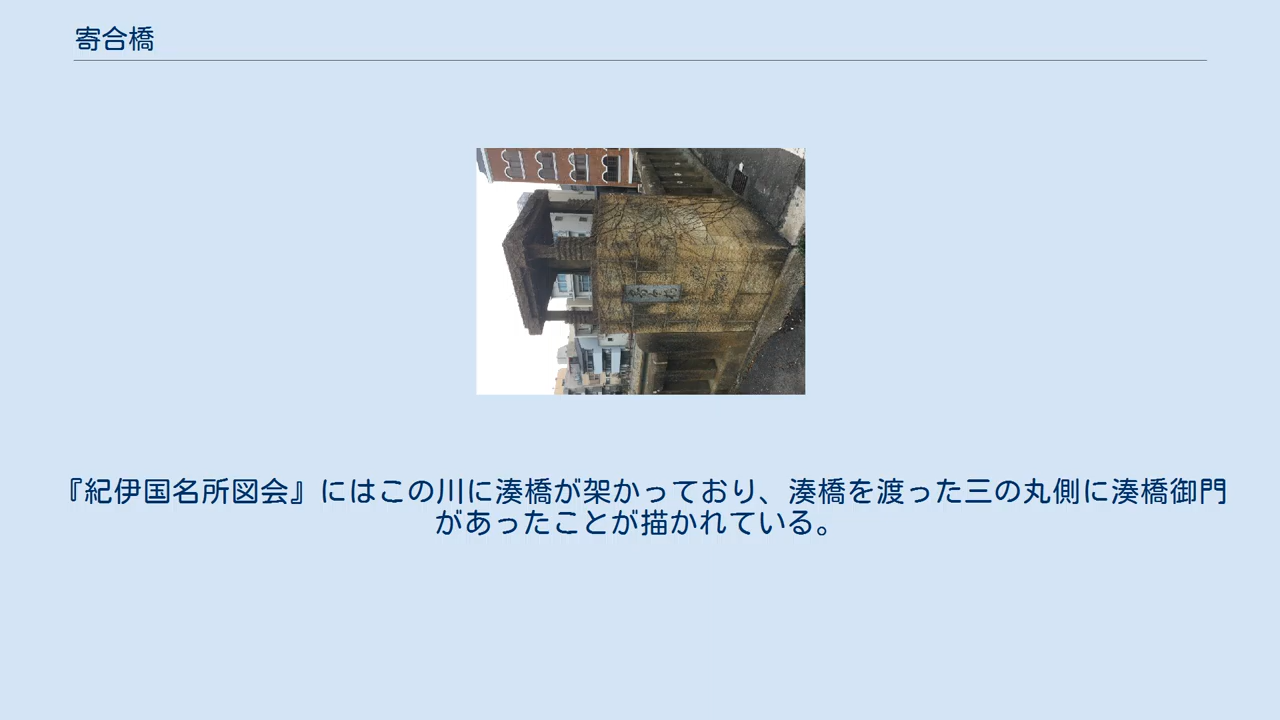 寄合橋
『紀伊国名所図会』にはこの川に湊橋が架かっており、湊橋を渡った三の丸側に湊橋御門
があったことが描かれている。